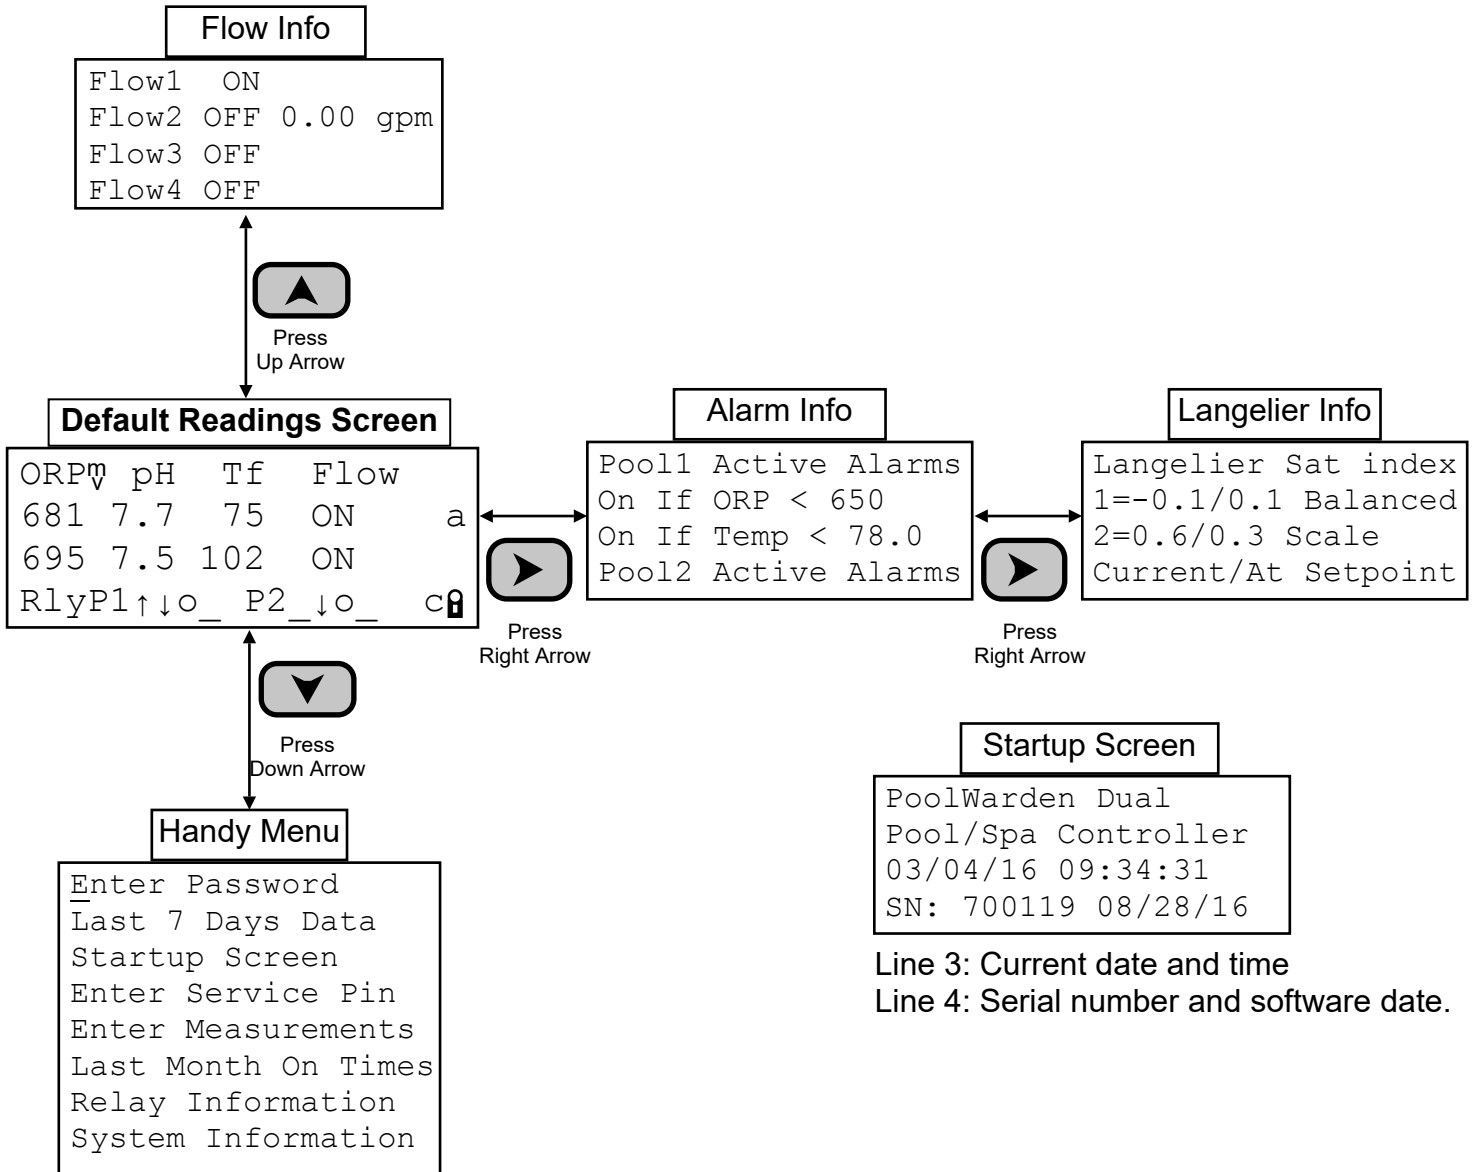 Flow Info
Flow1  ON
Flow2 OFF 0.00 gpm
Flow3 OFF
Flow4 OFF
Press
Up Arrow
Default Readings Screen
ORPmV pH  Tf  Flow
681 7.7  75  ON    a
695 7.5 102  ON
RlyP1↑↓o_ P2_↓o_  c
Press
Right Arrow
Alarm Info
Pool1 Active Alarms
On If ORP < 650
On If Temp < 78.0
Pool2 Active Alarms
Press
Right Arrow
Langelier Info
Langelier Sat index
1=-0.1/0.1 Balanced
2=0.6/0.3 Scale
Current/At Setpoint
Press
Down Arrow
Handy Menu
Enter Password
Last 7 Days Data
Startup Screen
Enter Service Pin
Enter Measurements
Last Month On Times
Relay Information
System Information
Startup Screen
PoolWarden Dual
Pool/Spa Controller
03/04/16 09:34:31
SN: 700119 08/28/16
Line 3: Current date and time
Line 4: Serial number and software date.